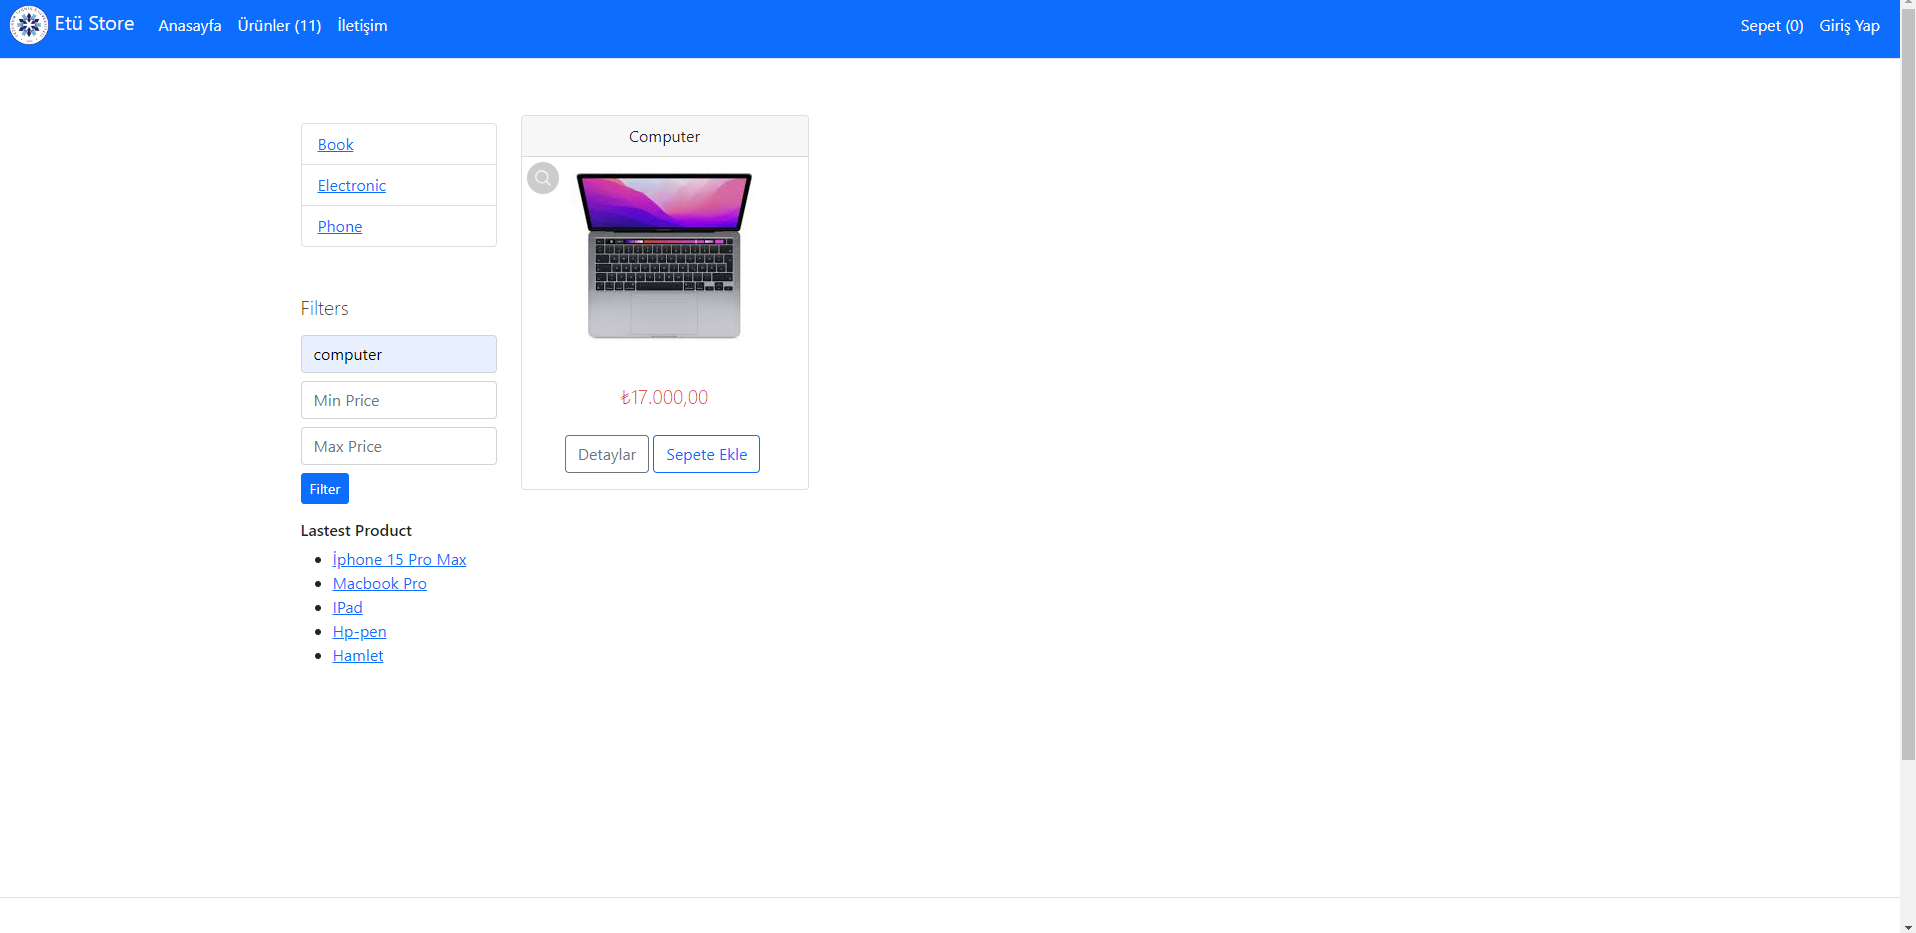 Etü Store Anasayfa Ürünler (11) İletişim Sepet (0) Giriş Yap
Book
Electronic
Phone
Filters
computer
Min Price
Max Price
Filter
Lastest Product
İphone 15 Pro Max
Macbook Pro
IPad
Hp-pen
Hamlet
Computer
₺17.000,00
Detaylar Sepete Ekle